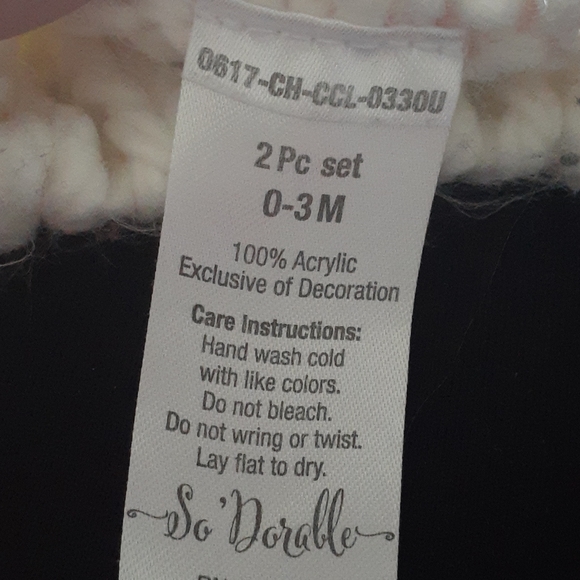 0617-CH-CCL-0330U
2 Pc set
0-3 M
100% Acrylic
Exclusive of Decoration
Care Instructions:
Hand wash cold
with like colors.
Do not bleach.
Do not wring or twist.
Lay flat to dry.
So'Dorable